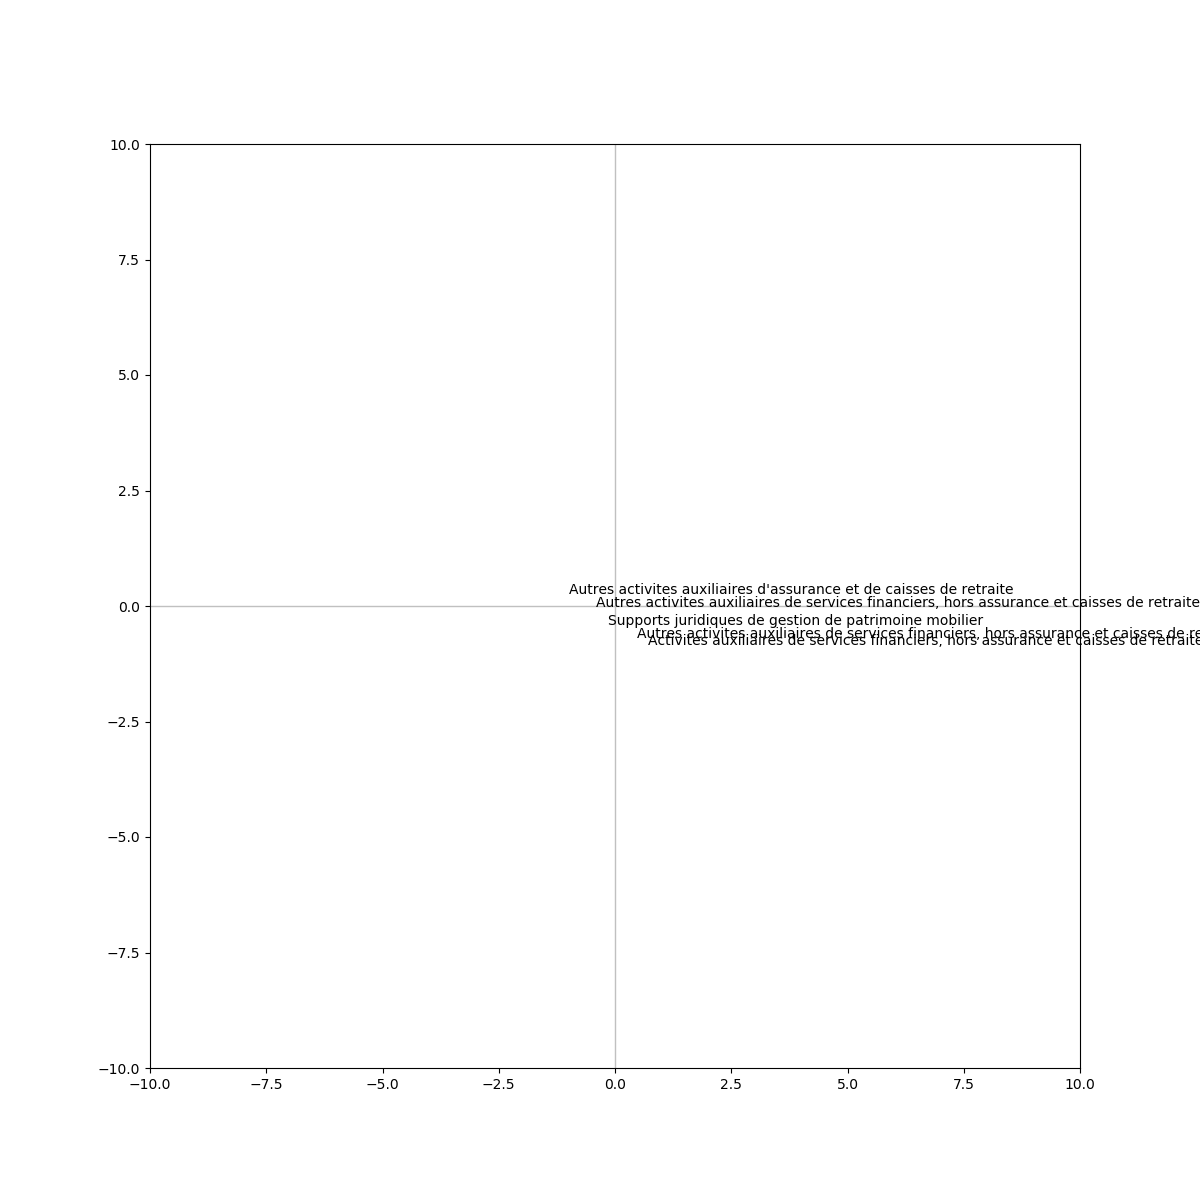 10.0
7.5
5.0
2.5
Autres activites auxiliaires d'assurance et de caisses de retraite
Autres activites auxiliaires de services financiers, hors assurance et caisses de retraite
0.0
Supports juridiques de gestion de patrimoine mobilier
Autres activites auxiliaires de services financiers, hors assurance et caisses de re
Activites auxiliaires de services financiers, hors assurance et caisses de retraite
−2.5
−5.0
−7.5
−10.0
−10.0 −7.5 −5.0 −2.5 0.0 2.5 5.0 7.5 10.0